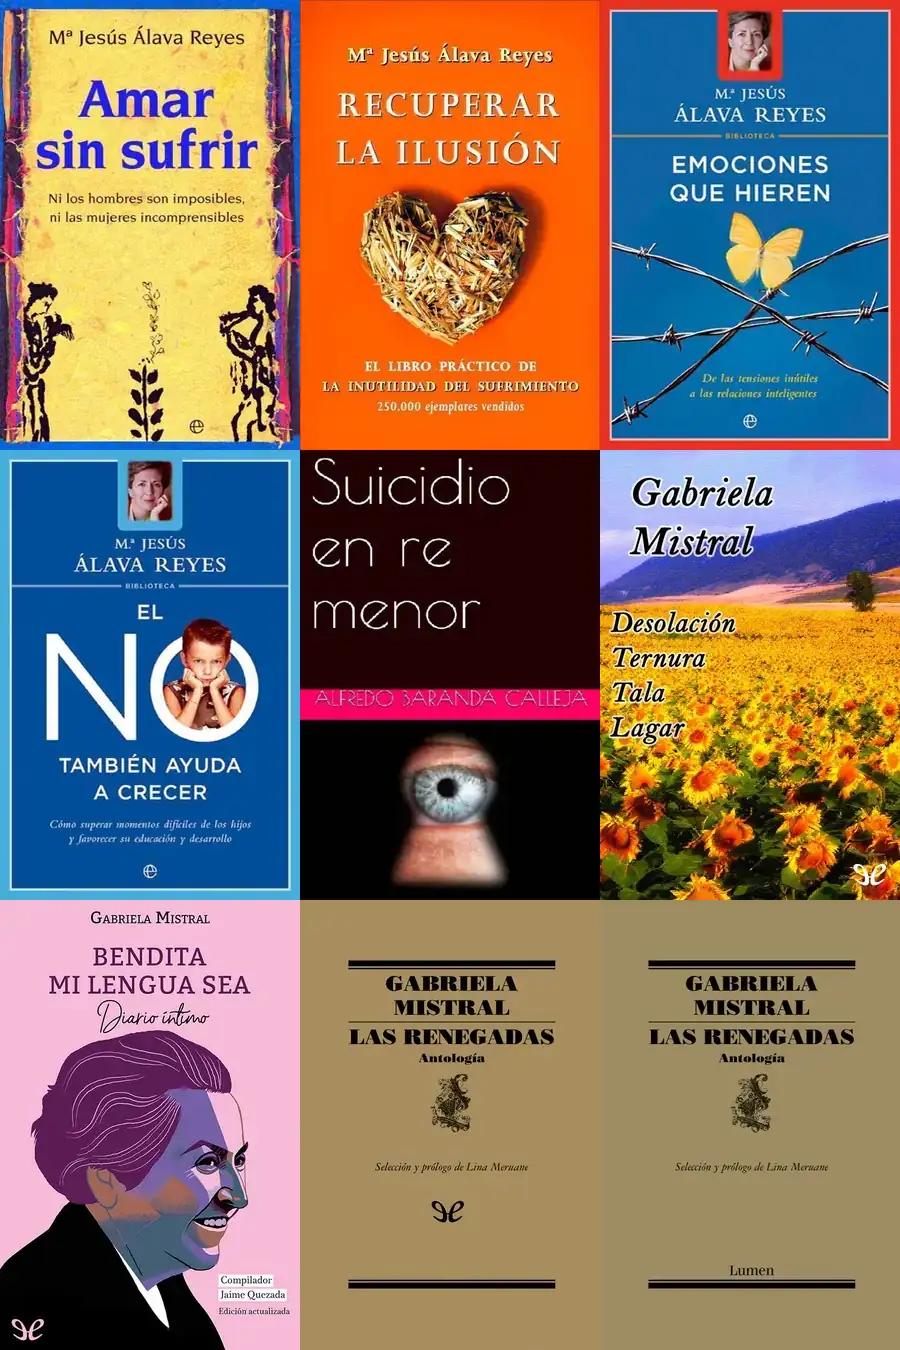 Mª Jesús Álava Reyes
Amar
sin sufrir
Ni los hombres son imposibles,
ni las mujeres incomprensibles
e
Mª Jesús Álava Reyes
RECUPERAR
LA ILUSIÓN
EL LIBRO PRÁCTICO DE
LA INUTILIDAD DEL SUFRIMIENTO
250.000 ejemplares vendidos
M.ª JESÚS
ÁLAVA REYES
BIBLIOTECA
EMOCIONES
QUE HIEREN
De las tensiones inútiles
a las relaciones inteligentes
e
M.ª JESÚS
ÁLAVA REYES
BIBLIOTECA
EL
NO
TAMBIÉN AYUDA
A CRECER
Cómo superar momentos difíciles de los hijos
y favorecer su educación y desarrollo
e
Suicidio
en re
menor
ALFREDO BARANDA CALLEJA
Gabriela
Mistral
Desolación
Ternura
Tala
Lagar
GABRIELA MISTRAL
BENDITA
MI LENGUA SEA
Diario íntimo
Compilador
Jaime Quezada
Edición actualizada
GABRIELA
MISTRAL
LAS RENEGADAS
Antología
Selección y prólogo de Lina Meruane
GABRIELA
MISTRAL
LAS RENEGADAS
Antología
Selección y prólogo de Lina Meruane
Lumen